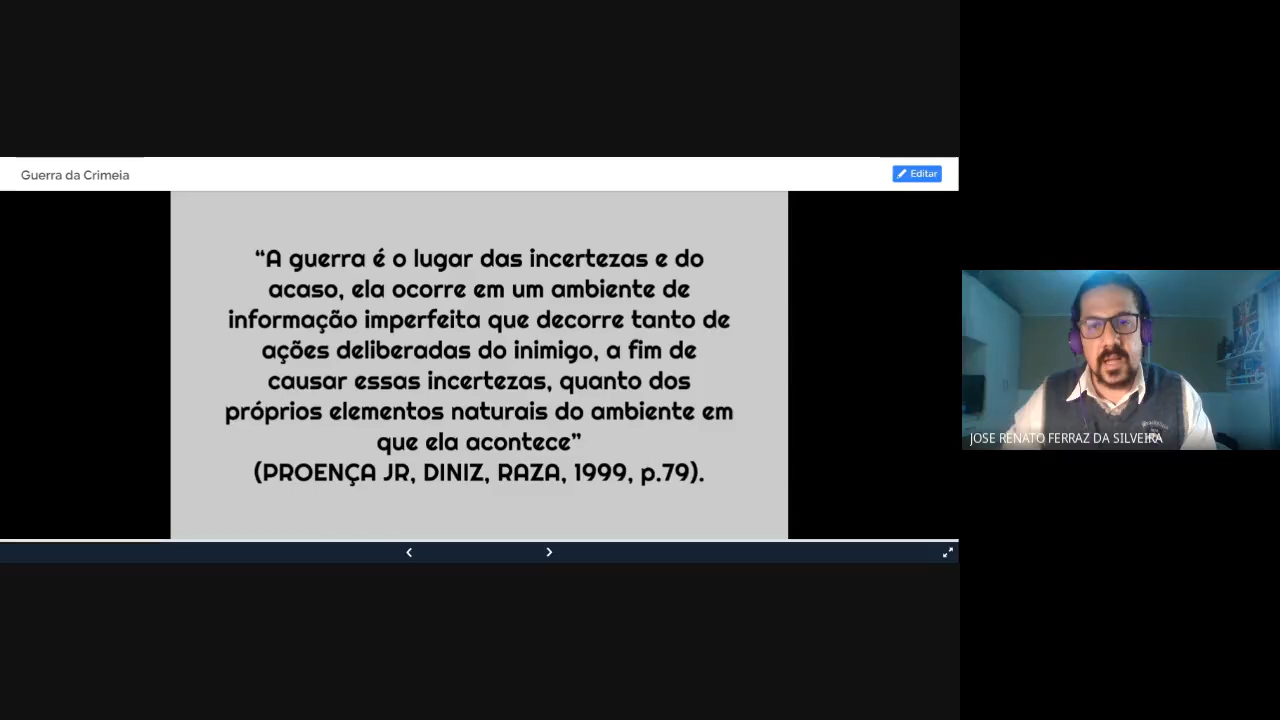 Guerra da Crimeia
Editar
“A guerra é o lugar das incertezas e do
acaso, ela ocorre em um ambiente de
informação imperfeita que decorre tanto de
ações deliberadas do inimigo, a fim de
causar essas incertezas, quanto dos
próprios elementos naturais do ambiente em
que ela acontece”
(PROENÇA JR, DINIZ, RAZA, 1999, p.79).
JOSE RENATO FERRAZ DA SILVEIRA